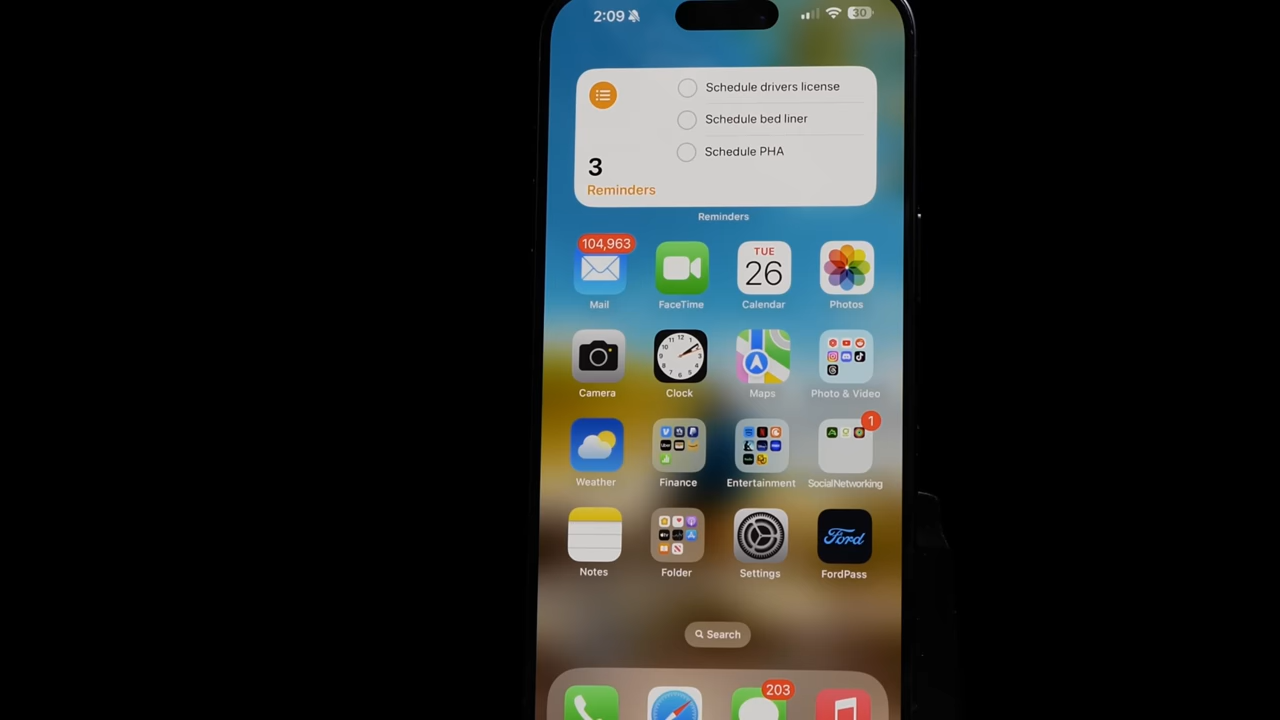 2:09
30
Schedule drivers license
Schedule bed liner
3
Schedule PHA
Reminders
Reminders
104,963
TUE
26
Mail
FaceTime
Calendar
Photos
Camera
Clock
Maps
Photo & Video
1
Weather
Finance
Entertainment
SocialNetworking
Ford
Notes
Folder
Settings
FordPass
Search
203